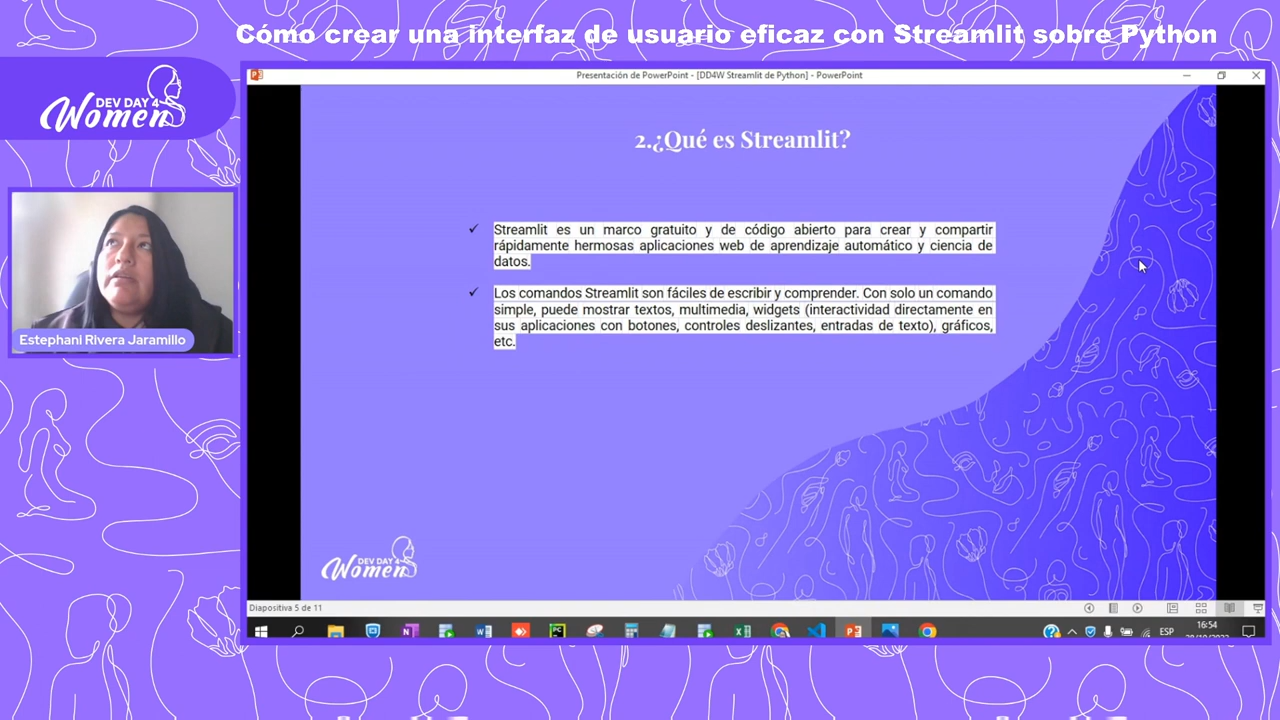 Cómo crear una interfaz de usuario eficaz con Streamlit sobre Python
DEV DAY 4
Women
Estephani Rivera Jaramillo
Presentación de PowerPoint - [DD4W Streamlit de Python] - PowerPoint
2.¿Qué es Streamlit?
Streamlit es un marco gratuito y de código abierto para crear y compartir
rápidamente hermosas aplicaciones web de aprendizaje automático y ciencia de
datos.
Los comandos Streamlit son fáciles de escribir y comprender. Con solo un comando
simple, puede mostrar textos, multimedia, widgets (interactividad directamente en
sus aplicaciones con botones, controles deslizantes, entradas de texto), gráficos,
etc.
DEV DAY 4
Women
Diapositiva 5 de 11
ESP
16:54